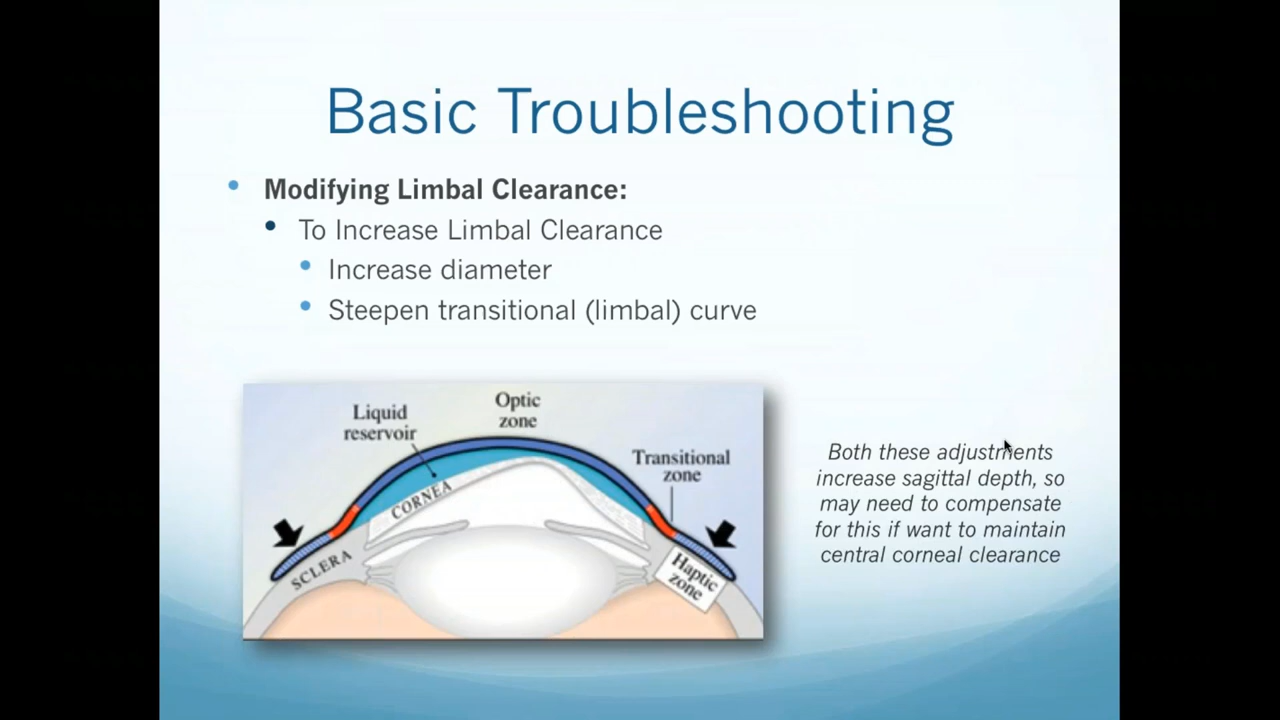 Basic Troubleshooting
Modifying Limbal Clearance:
To Increase Limbal Clearance
Increase diameter
Steepen transitional (limbal) curve
Optic
zone
Liquid
reservoir
Transitional
zone
CORNEA
SCLERA
Haptic
zone
Both these adjustments
increase sagittal depth, so
may need to compensate
for this if want to maintain
central corneal clearance